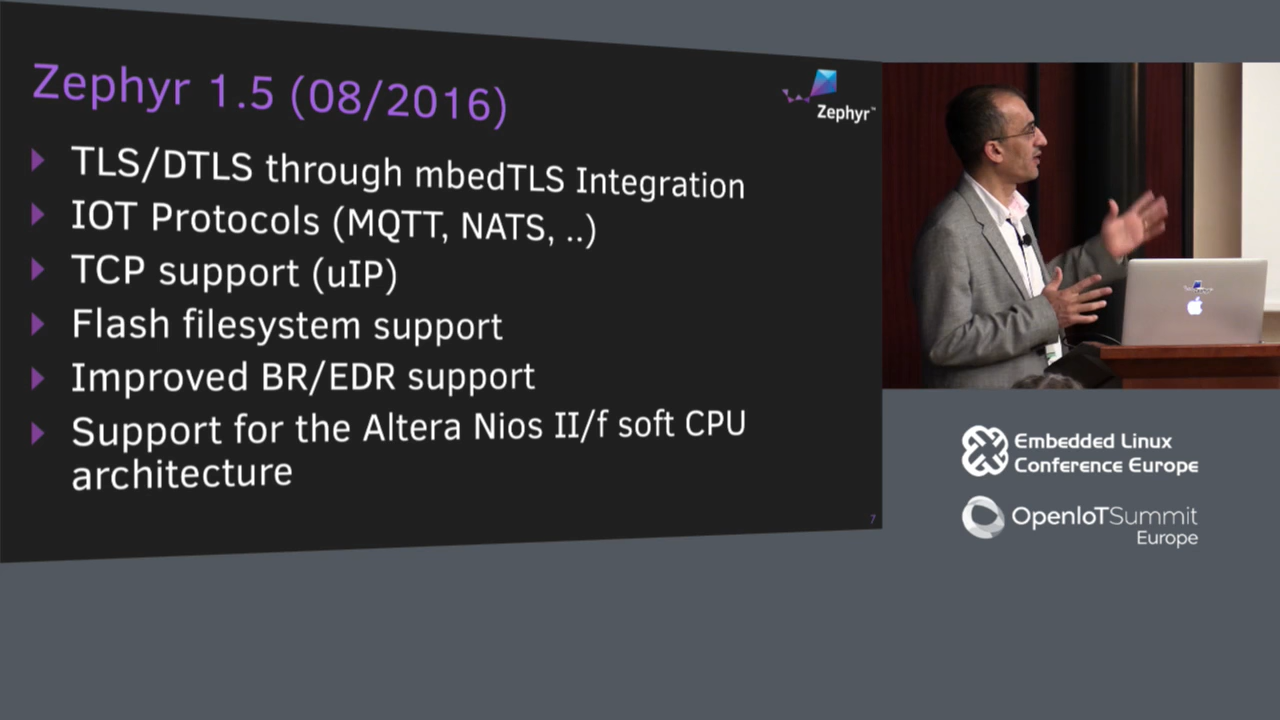 Zephyr 1.5 (08/2016)
Zephyr™
TLS/DTLS through mbedTLS Integration
IOT Protocols (MQTT, NATS, ..)
TCP support (uIP)
Flash filesystem support
Improved BR/EDR support
Support for the Altera Nios II/f soft CPU
architecture
7
Embedded Linux
Conference Europe
OpenIoTSummit
Europe